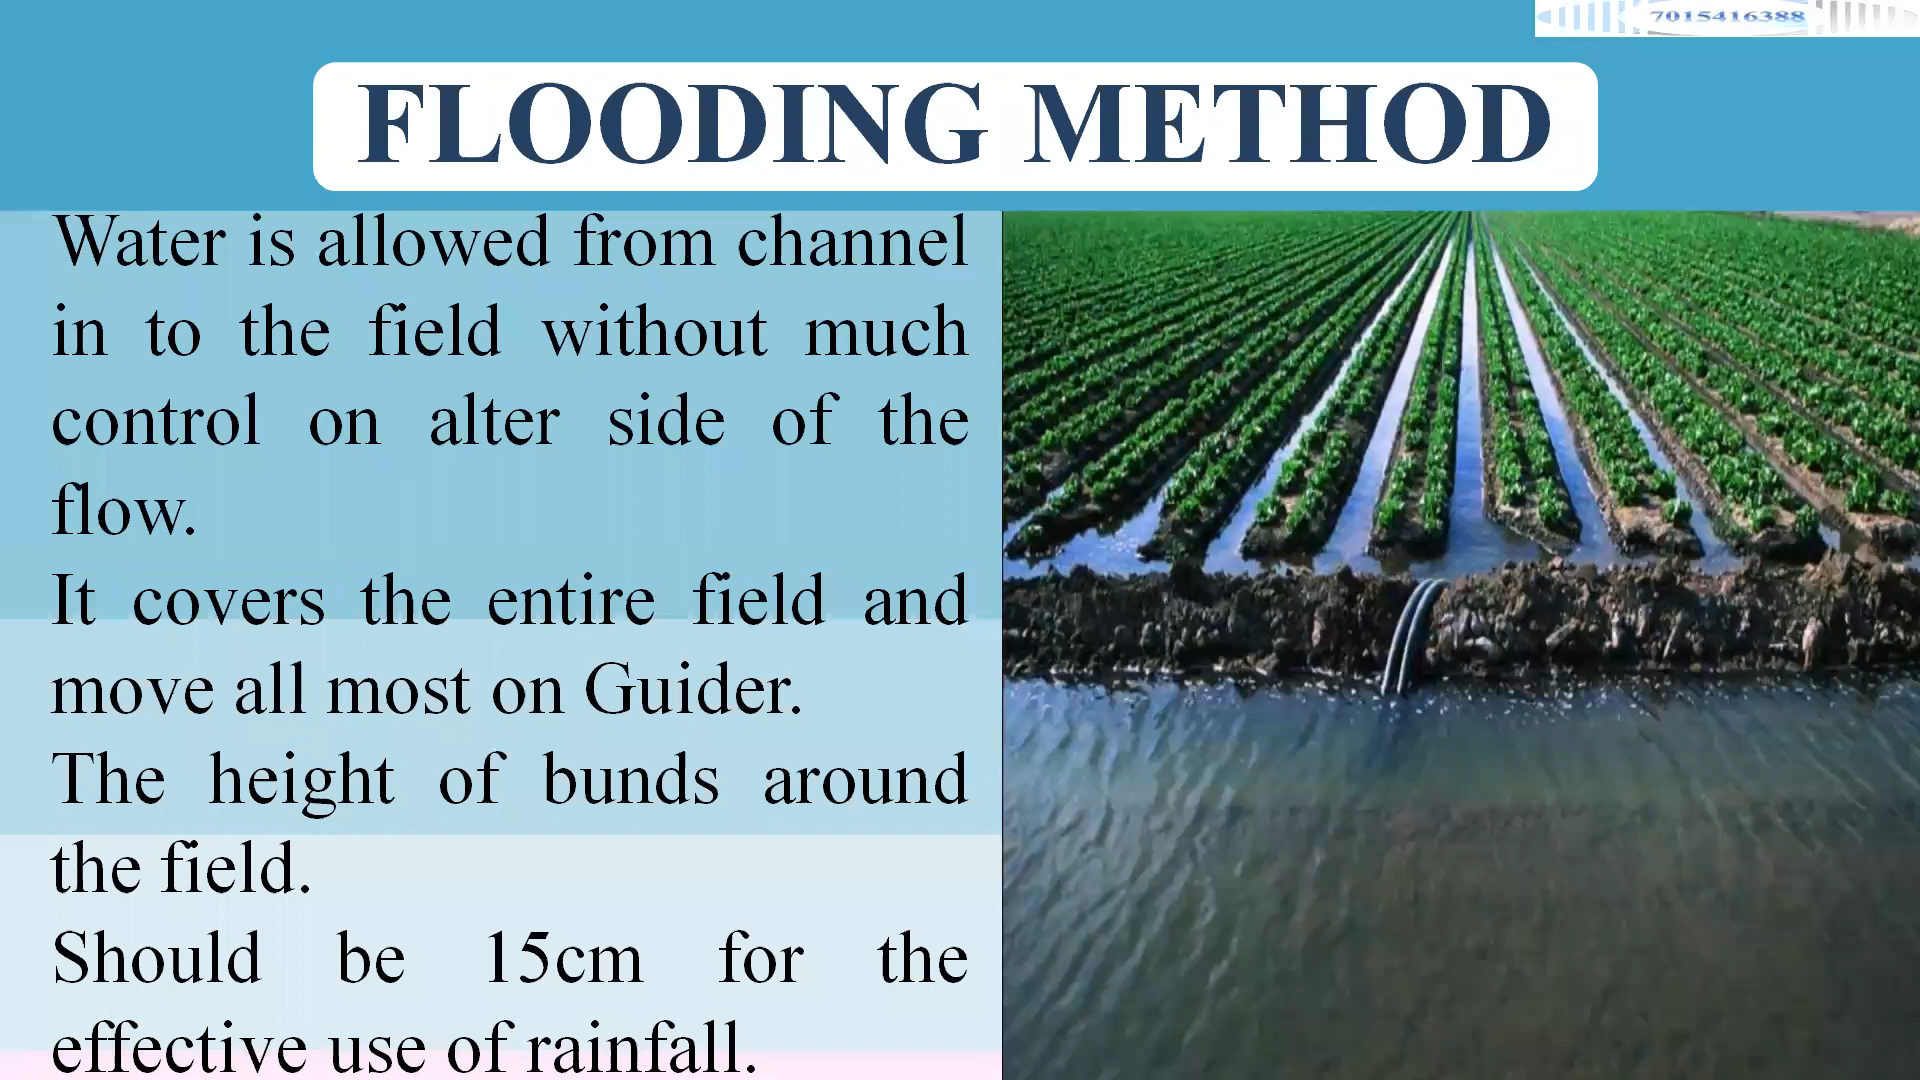 7015416388
FLOODING METHOD
Water is allowed from channel
in to the field without much
control on alter side of the
flow.
It covers the entire field and
move all most on Guider.
The height of bunds around
the field.
Should be 15cm for the
effective use of rainfall.